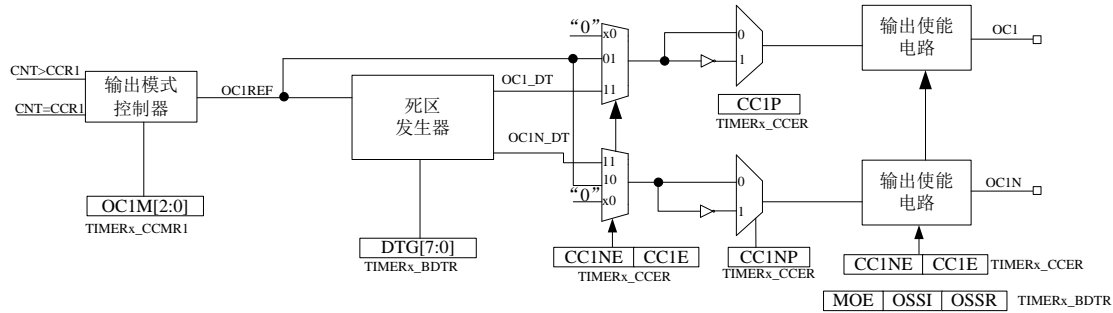 CNT>CCR1
CNT=CCR1
输出模式
控制器
OC1M[2:0]
TIMERx_CCMR1
OC1REF
死区
发生器
DTG[7:0]
TIMERx_BDTR
OC1_DT
OC1N_DT
“0”
x0
01
11
11
10
“0”
x0
CC1NE CC1E
TIMERx_CCER
0
1
CC1P
TIMERx_CCER
0
1
CC1NP
TIMERx_CCER
输出使能
电路
OC1
输出使能
电路
OC1N
CC1NE CC1E TIMERx_CCER
MOE OSSI OSSR TIMERx_BDTR